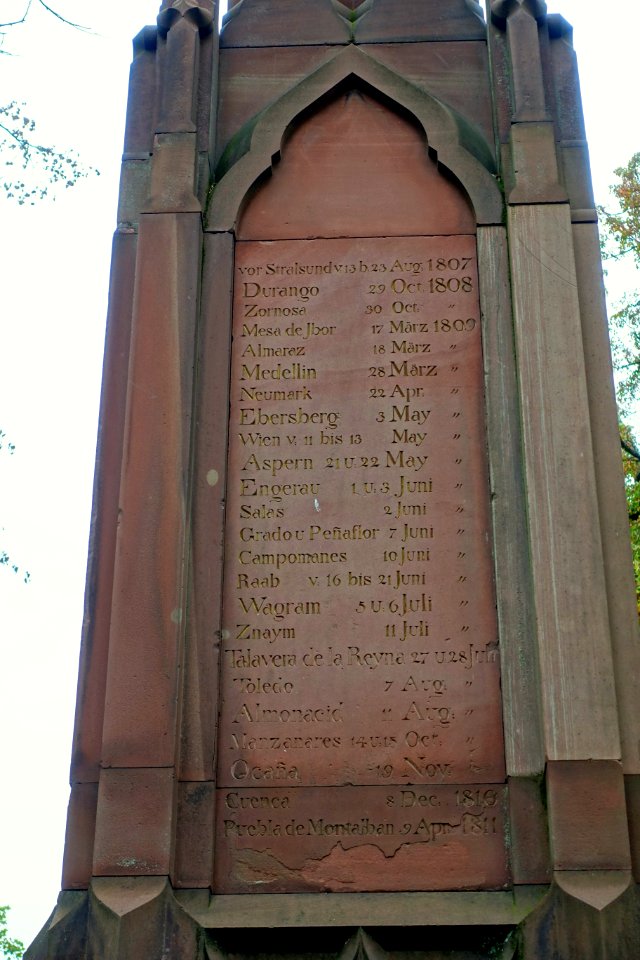 vor Stralsund v. 13 b. 23 Aug. 1807
Durango 29 Oct. 1808
Zornosa 30 Oct. "
Mesa de Jbor 17 März 1809
Almaraz 18 März "
Medellin 28 März "
Neumark 22 Apr. "
Ebersberg 3 May "
Wien v. 11 bis 13 May "
Aspern 21 u. 22 May "
Engerau 1 u. 3 Juni "
Salas 2 Juni "
Grado u Peñaflor 7 Juni "
Campomanes 10 Juni "
Raab v. 16 bis 21 Juni "
Wagram 5 u. 6 Juli "
Znaym 11 Juli "
Talavera de la Reyna 27 u. 28 Juli
Toledo 7 Aug. "
Almonacid 11 Aug. "
Manzanares 14 u. 15 Oct. "
Ocaña 19 Nov. "
Cuenca 8 Dec. 1810
Puebla de Montalban 9 Apr. 1811